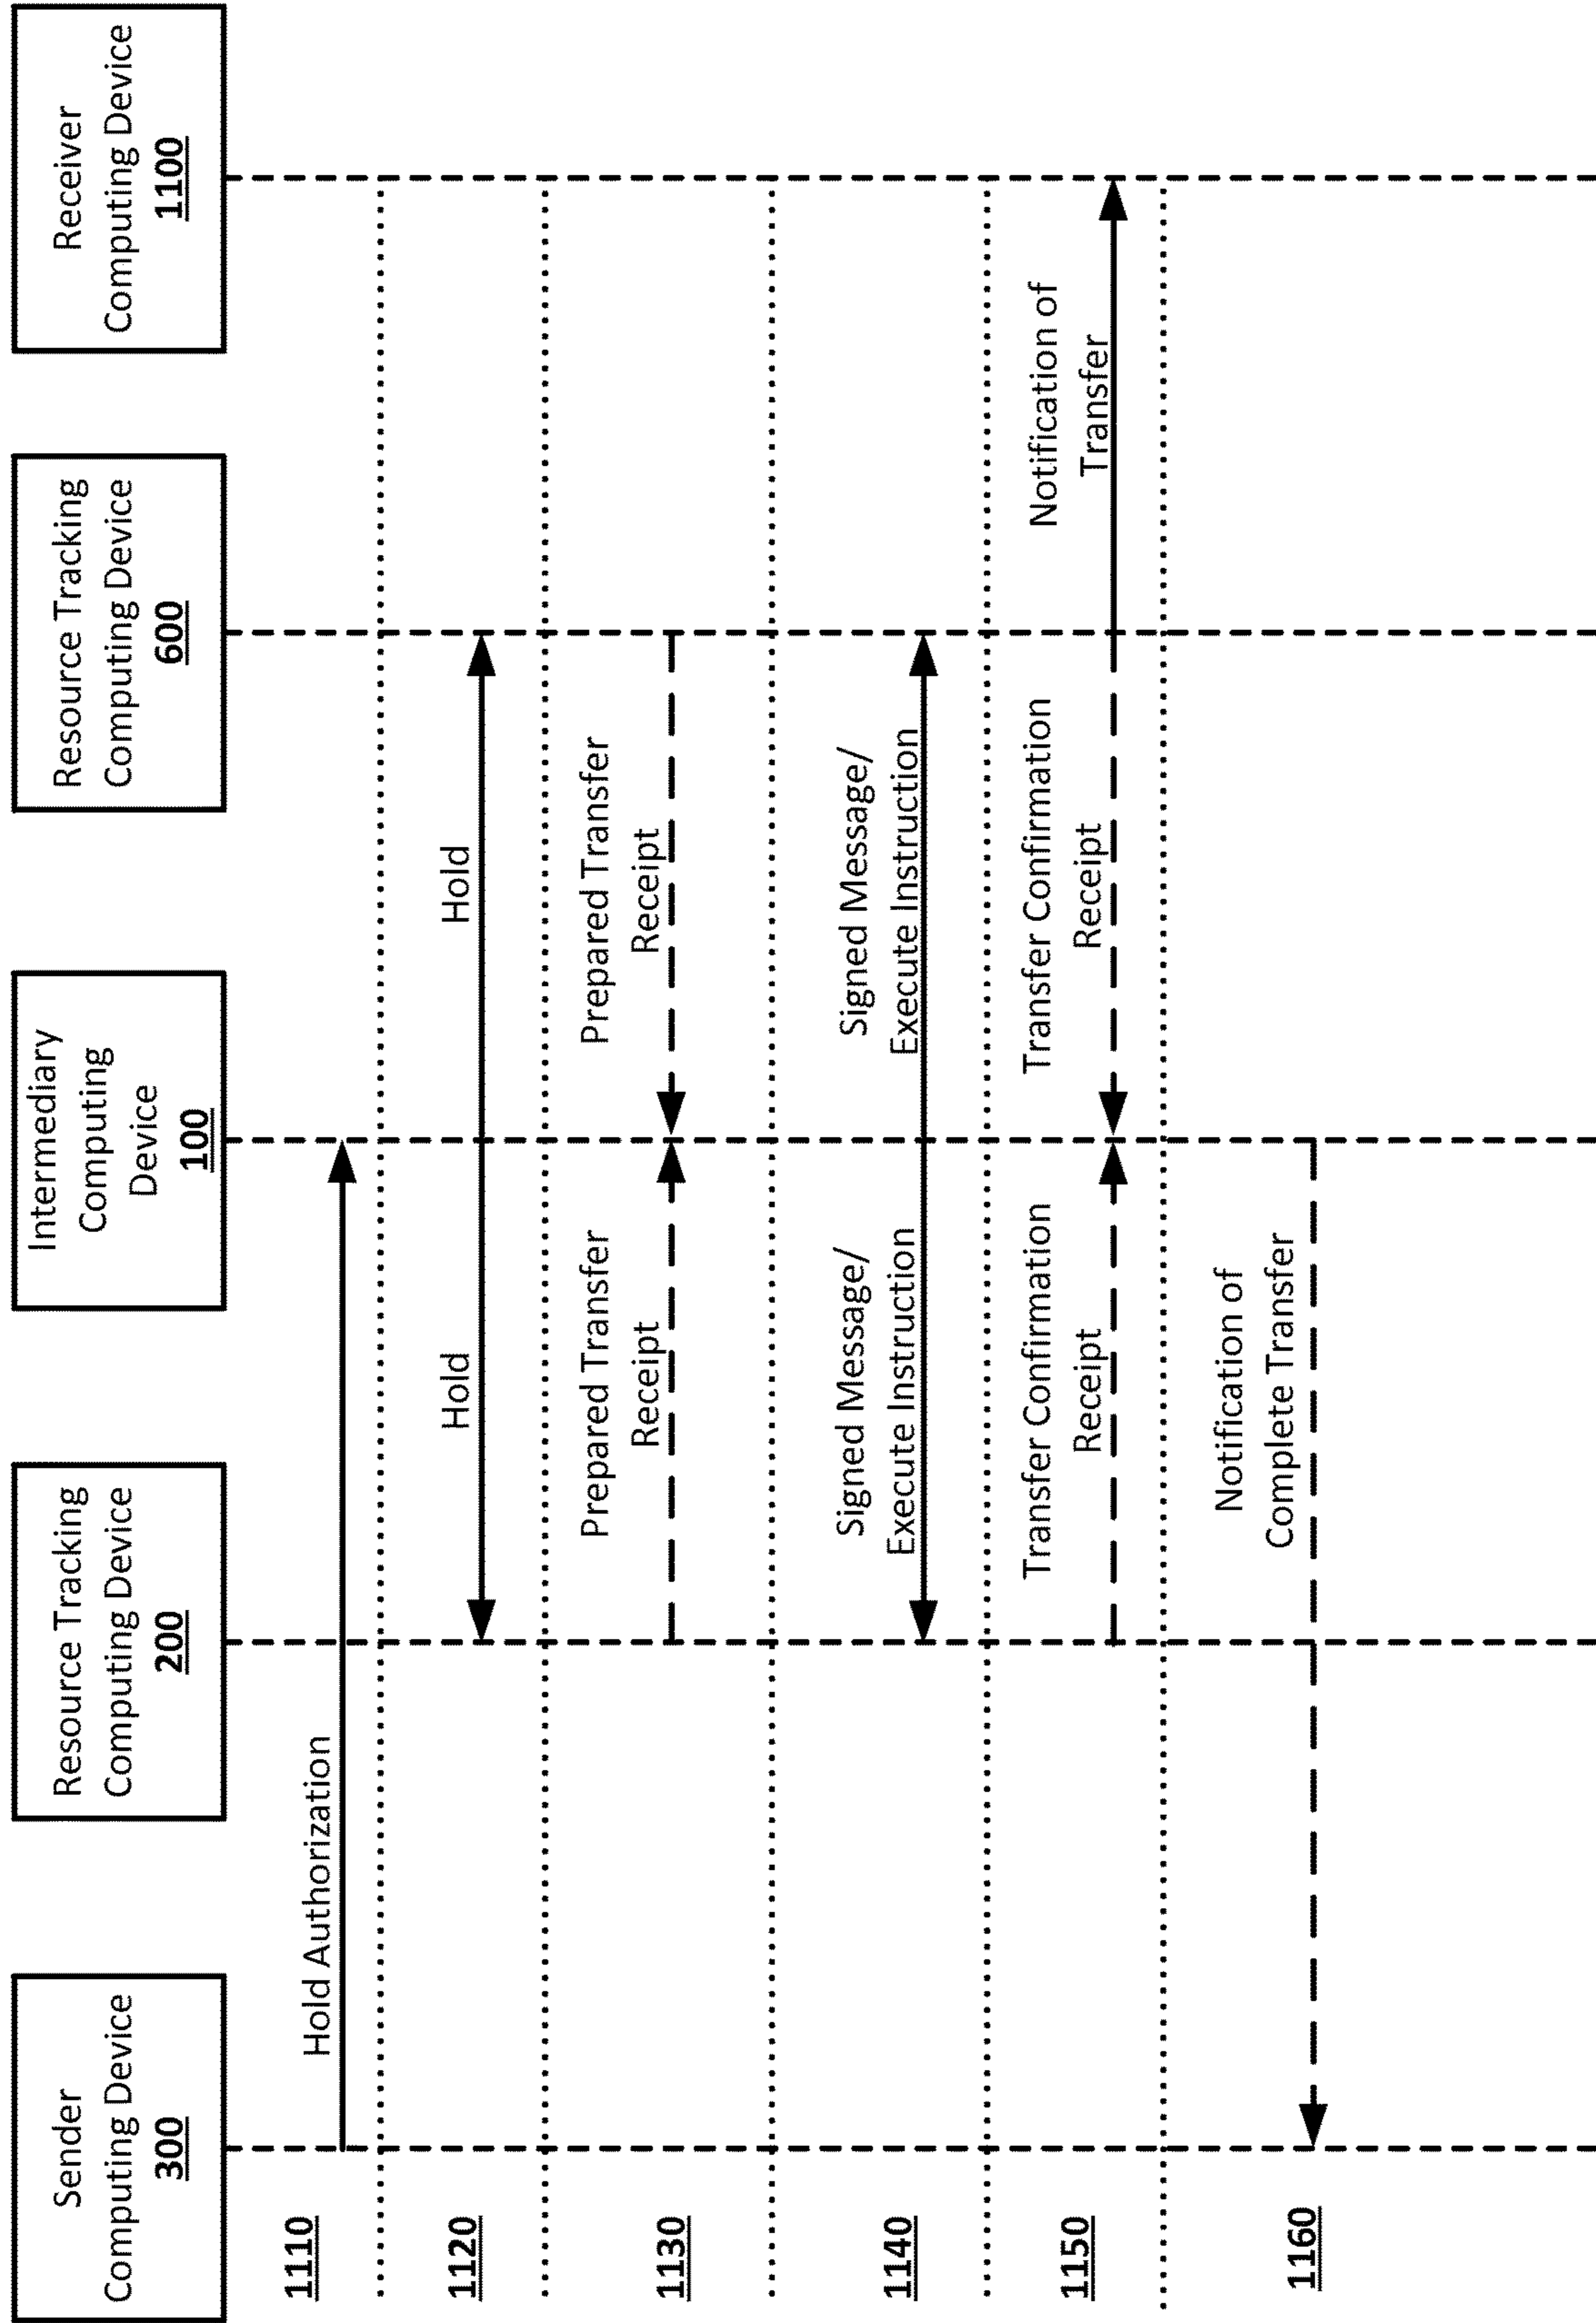 Sender
Computing Device
300
Resource Tracking
Computing Device
200
Intermediary
Computing
Device
100
Resource Tracking
Computing Device
600
Receiver
Computing Device
1100
1110
Hold Authorization
1120
Hold
Hold
1130
Prepared Transfer
Receipt
Prepared Transfer
Receipt
1140
Signed Message/
Execute Instruction
Signed Message/
Execute Instruction
1150
Transfer Confirmation
Receipt
Transfer Confirmation
Receipt
Notification of
Transfer
1160
Notification of
Complete Transfer